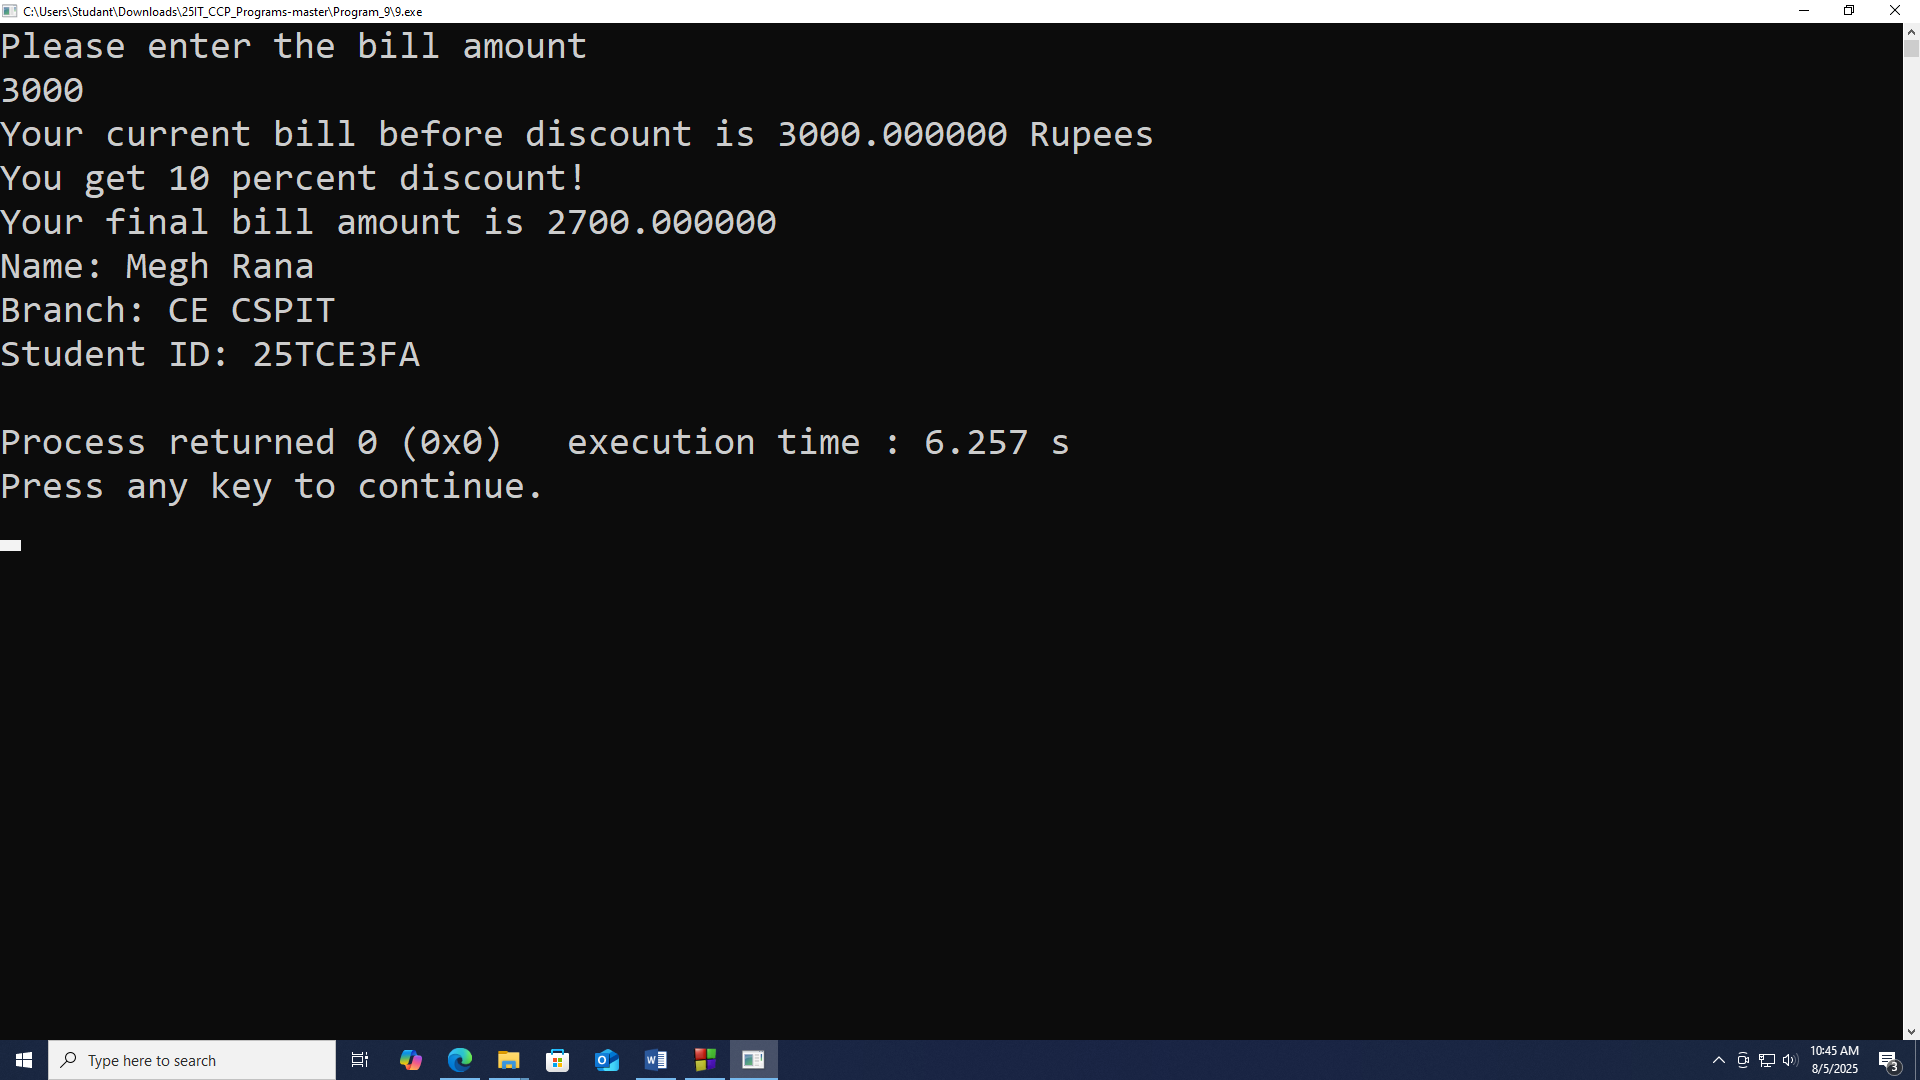 C:\Users\Studant\Downloads\25IT_CCP_Programs-master\Program_9\9.exe
Please enter the bill amount
3000
Your current bill before discount is 3000.000000 Rupees
You get 10 percent discount!
Your final bill amount is 2700.000000
Name: Megh Rana
Branch: CE CSPIT
Student ID: 25TCE3FA
Process returned 0 (0x0)   execution time : 6.257 s
Press any key to continue.
Type here to search
10:45 AM
8/5/2025
3